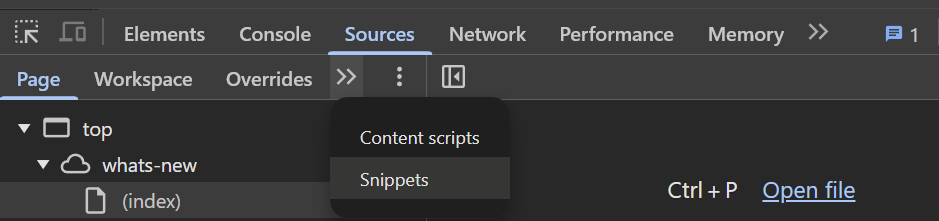 Elements Console Sources Network Performance Memory 1
Page Workspace Overrides
top
Content scripts
whats-new
Snippets
(index)
Ctrl + P Open file